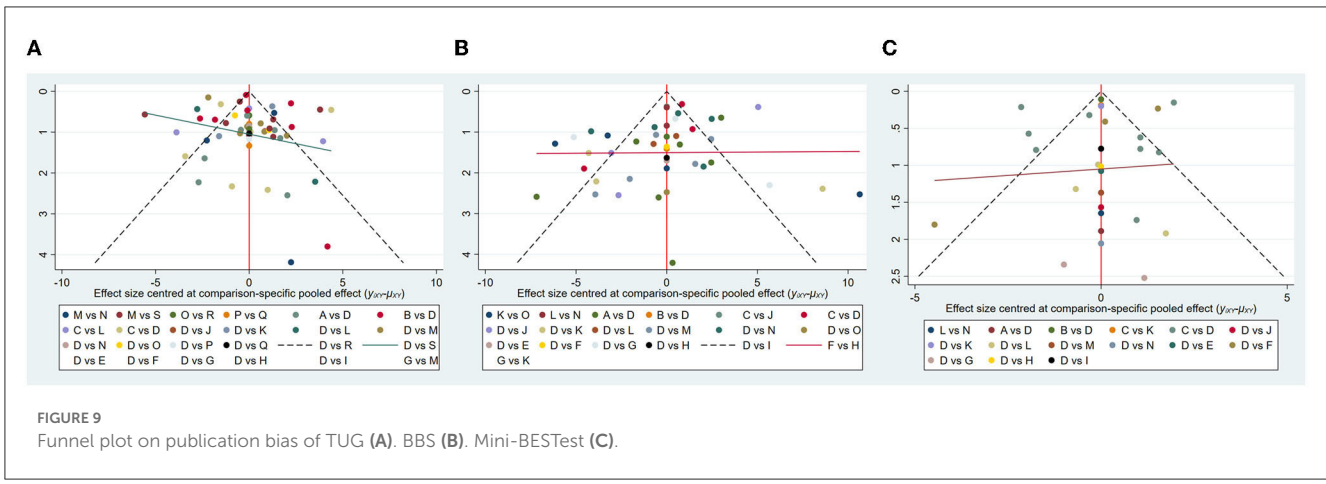 A
B
C
0
1
2
3
4
-10
-5
0
5
10
Effect size centred at comparison-specific pooled effect (yiXY-μXY)
M vs N M vs S O vs R P vs Q A vs D B vs D
C vs L C vs D D vs J D vs K D vs L D vs M
D vs N D vs O D vs P D vs Q D vs R D vs S
D vs E D vs F D vs G D vs H D vs I G vs M
0
1
2
3
4
-10
-5
0
5
10
Effect size centred at comparison-specific pooled effect (yiXY-μXY)
K vs O L vs N A vs D B vs D C vs J C vs D
D vs J D vs K D vs L D vs M D vs N D vs O
D vs E D vs F D vs G D vs H D vs I F vs H
G vs K
0
.5
1
1.5
2
2.5
-5
0
5
Effect size centred at comparison-specific pooled effect (yiXY-μXY)
L vs N A vs D B vs D C vs K C vs D D vs J
D vs K D vs L D vs M D vs N D vs E D vs F
D vs G D vs H D vs I
FIGURE 9
Funnel plot on publication bias of TUG (A). BBS (B). Mini-BESTest (C).